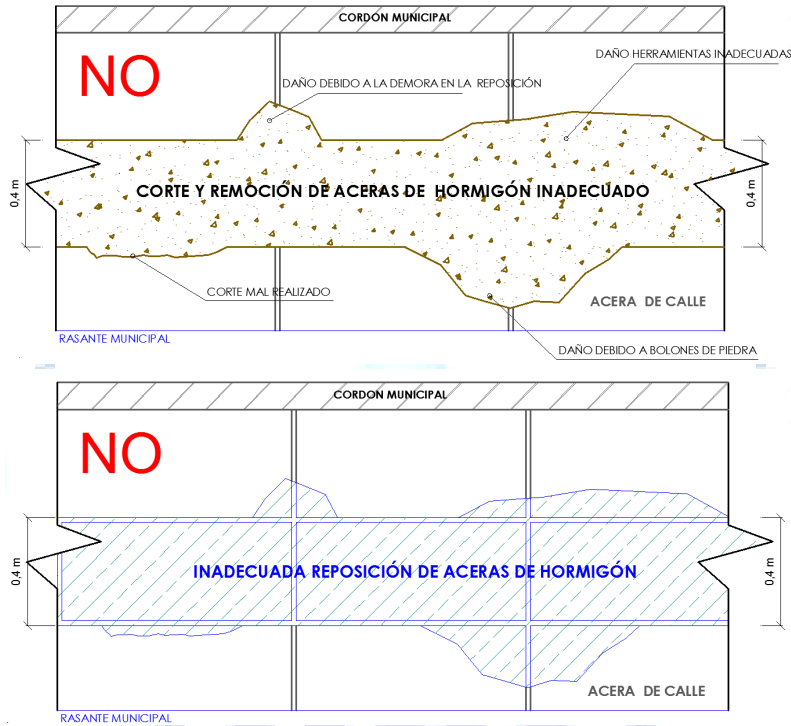 CORDÓN MUNICIPAL
NO
DAÑO HERRAMIENTAS INADECUADAS
DAÑO DEBIDO A LA DEMORA EN LA REPOSICIÓN
0,4 m
CORTE Y REMOCIÓN DE ACERAS DE HORMIGÓN INADECUADO
0,4 m
CORTE MAL REALIZADO
ACERA DE CALLE
RASANTE MUNICIPAL
DAÑO DEBIDO A BOLONES DE PIEDRA
CORDON MUNICIPAL
NO
0,4 m
INADECUADA REPOSICIÓN DE ACERAS DE HORMIGÓN
0,4 m
ACERA DE CALLE
RASANTE MUNICIPAL